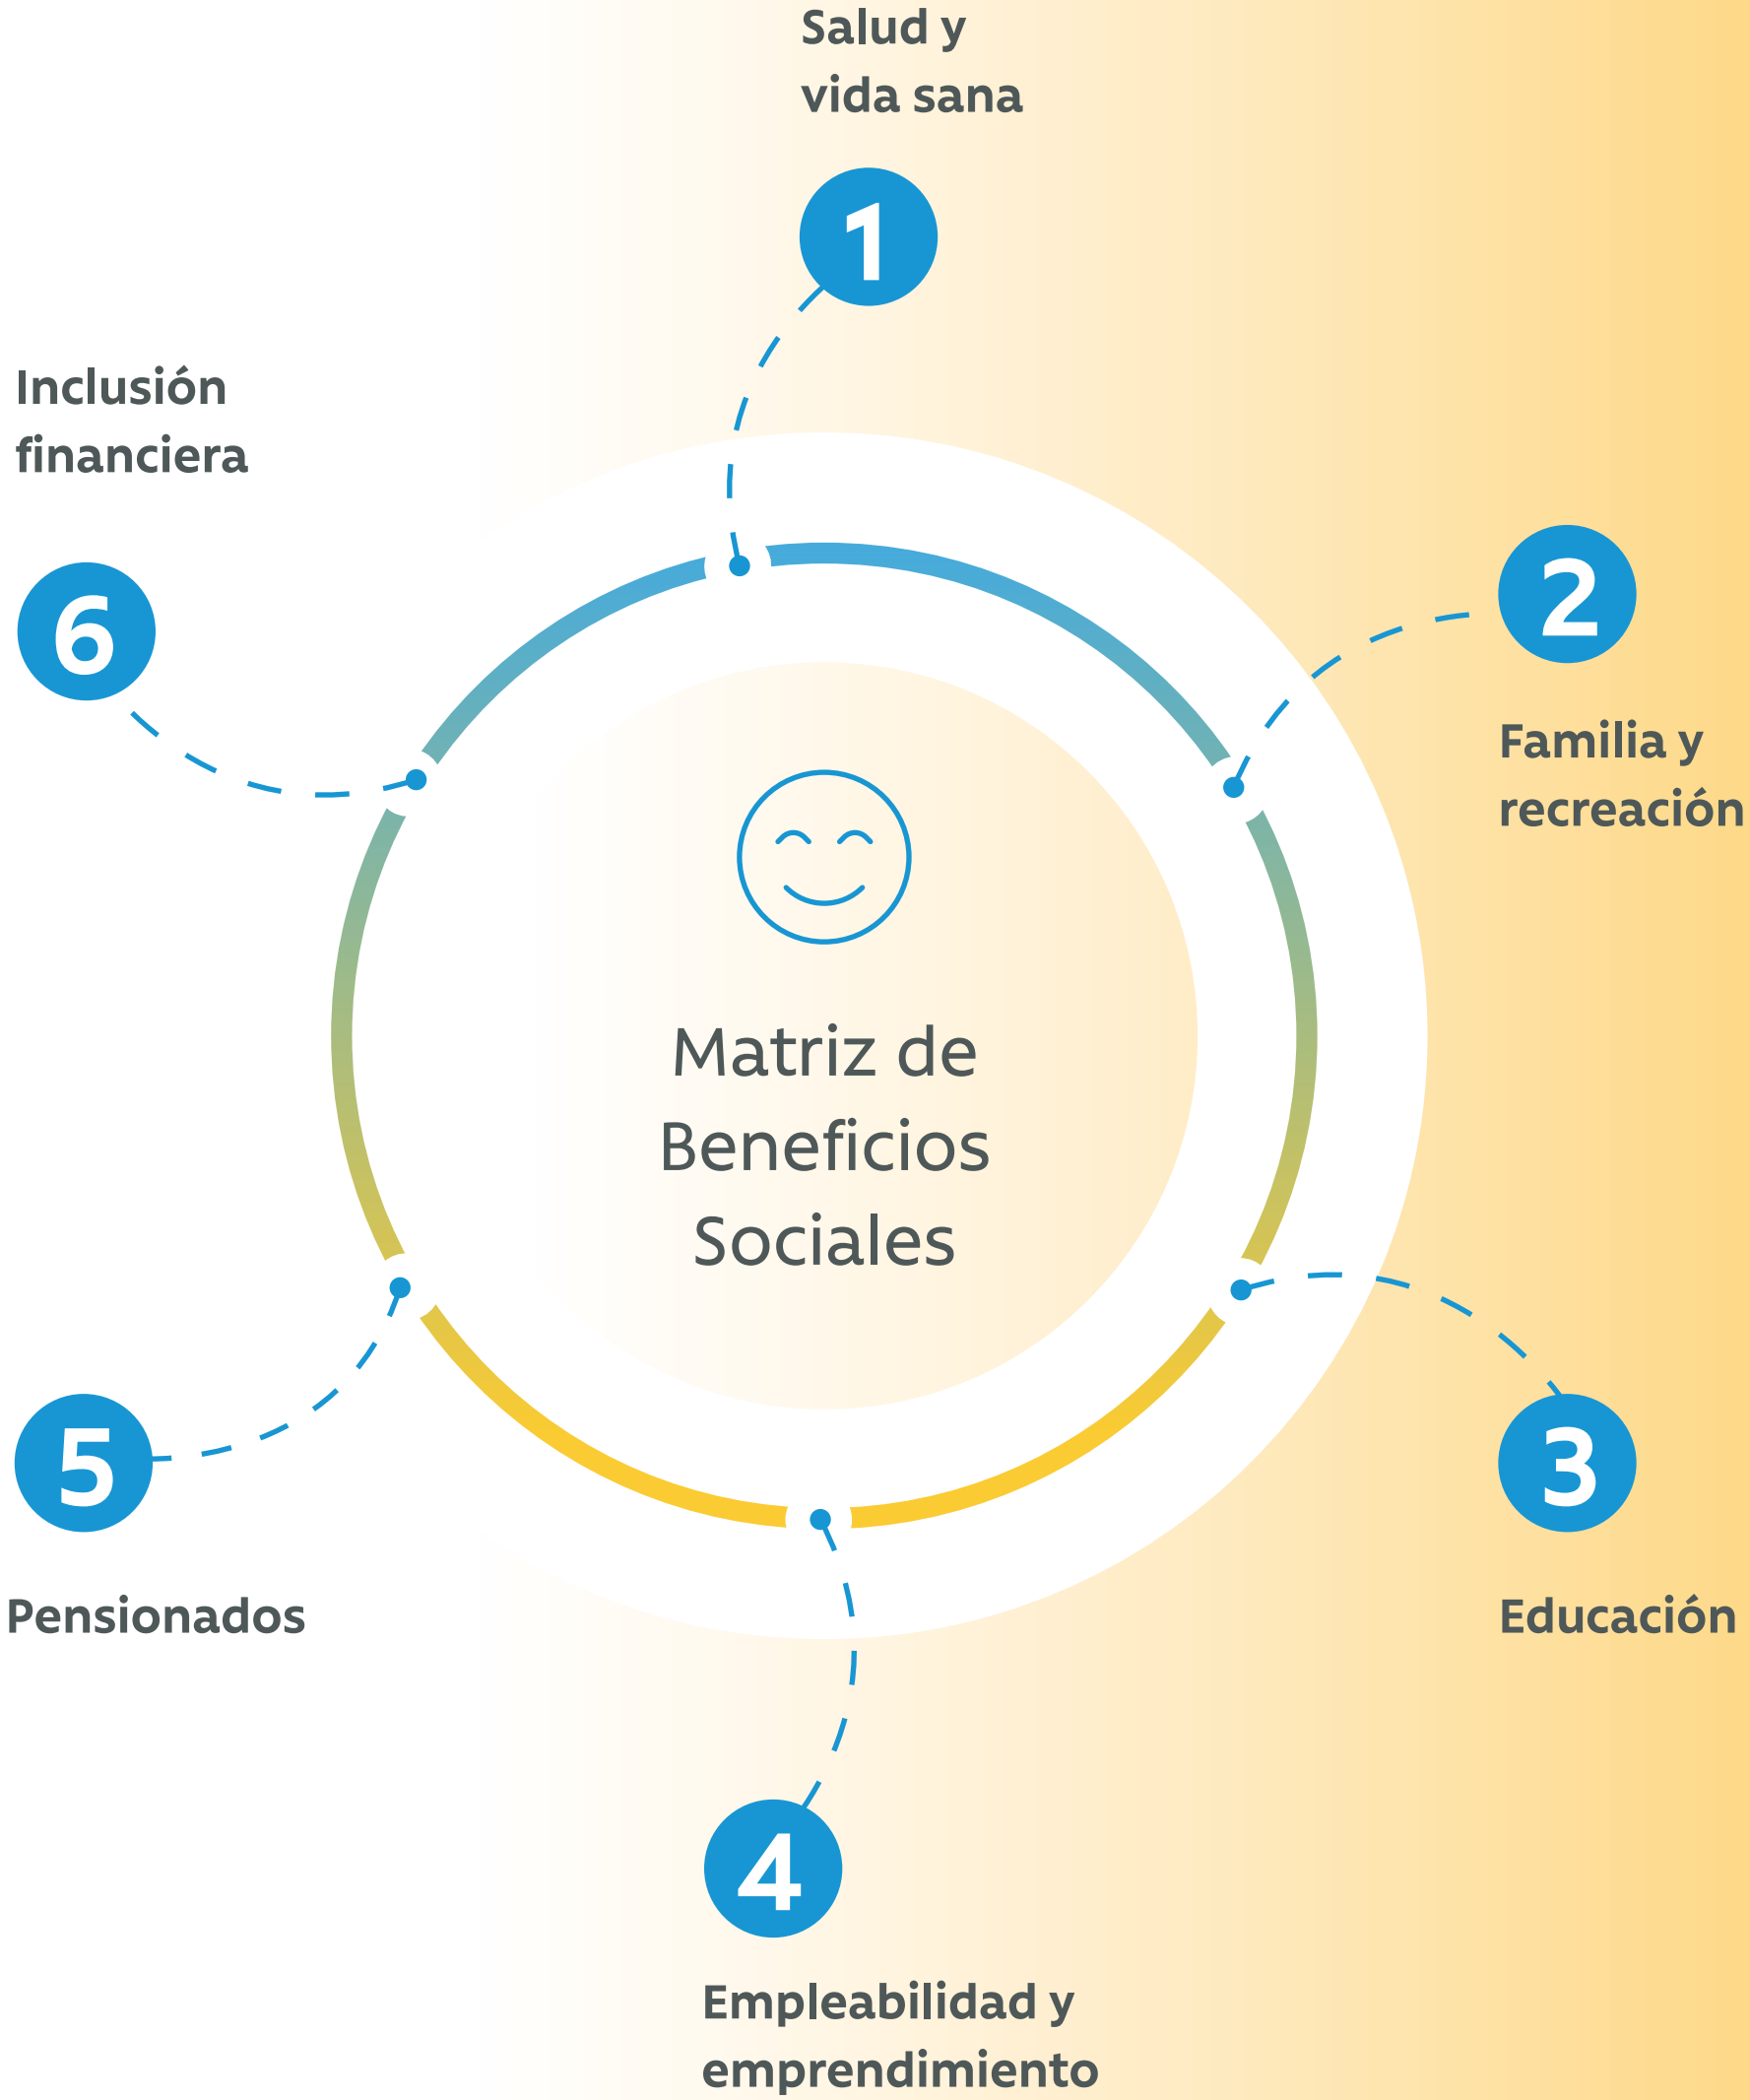 Salud y
vida sana
1
2
Familia y
recreación
3
Educación
4
Empleabilidad y
emprendimiento
5
Pensionados
Inclusión
financiera
6
Matriz de
Beneficios
Sociales